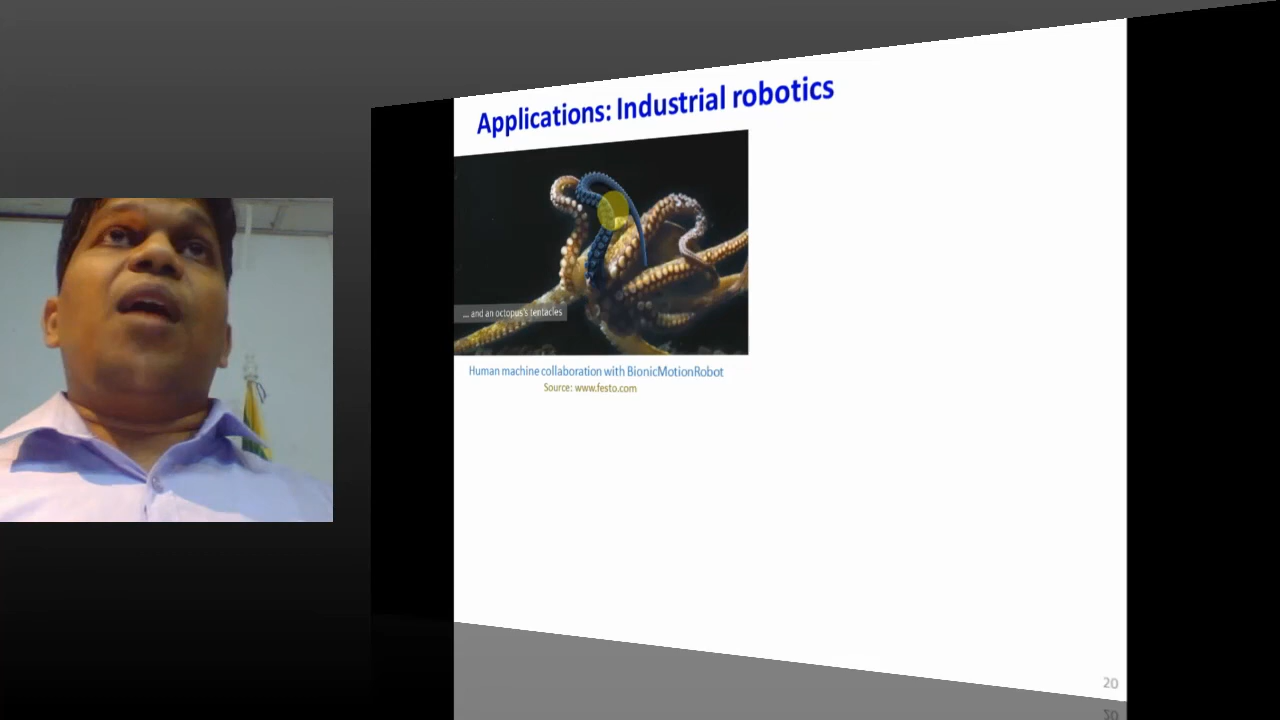 Applications: Industrial robotics
... and an octopus's tentacles
Human machine collaboration with BionicMotionRobot
Source: www.festo.com
20